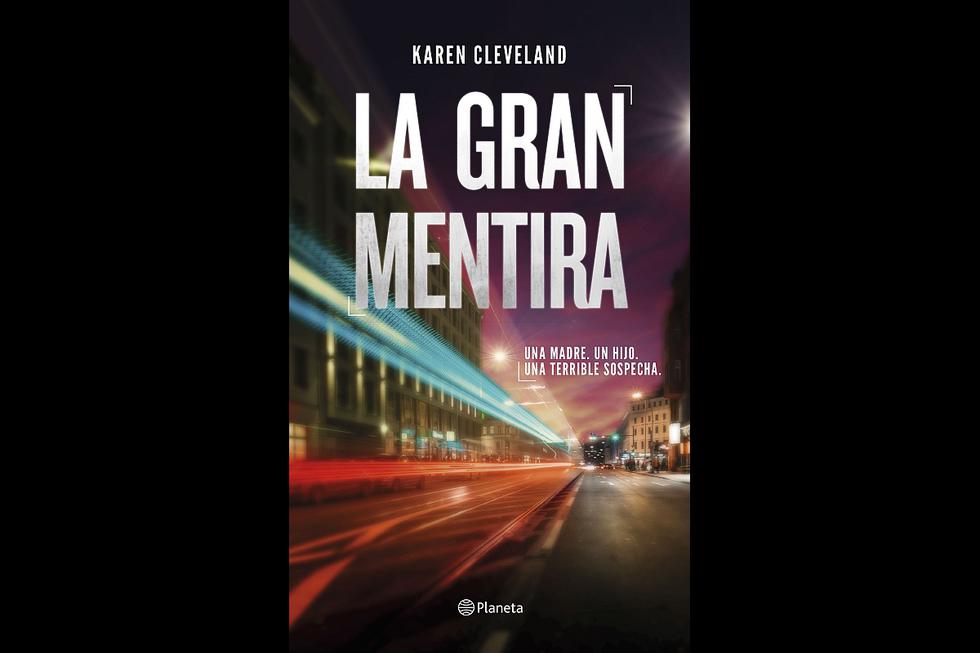 KAREN CLEVELAND
LA GRAN
MENTIRA
UNA MADRE. UN HIJO.
UNA TERRIBLE SOSPECHA.
Planeta